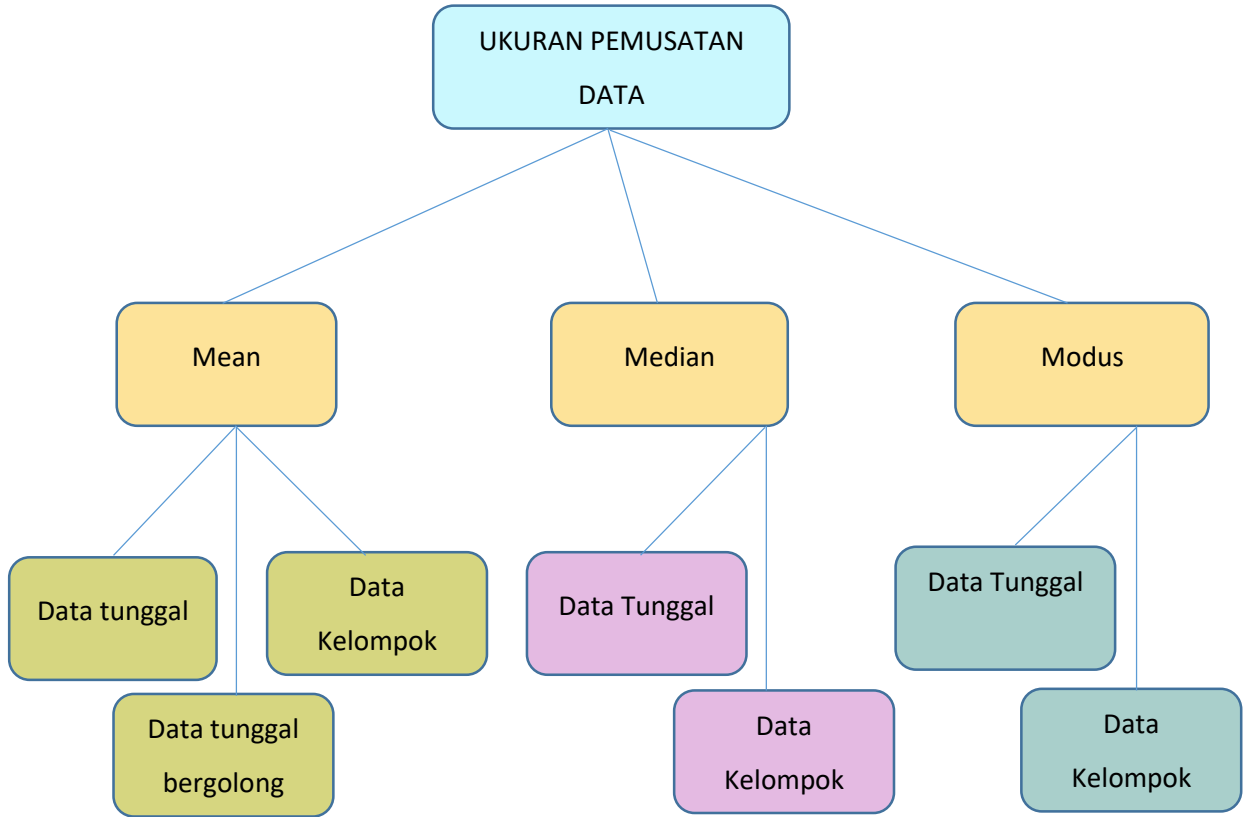 UKURAN PEMUSATAN
DATA
Mean
Median
Modus
Data tunggal
Data tunggal
bergolong
Data
Kelompok
Data Tunggal
Data
Kelompok
Data Tunggal
Data
Kelompok